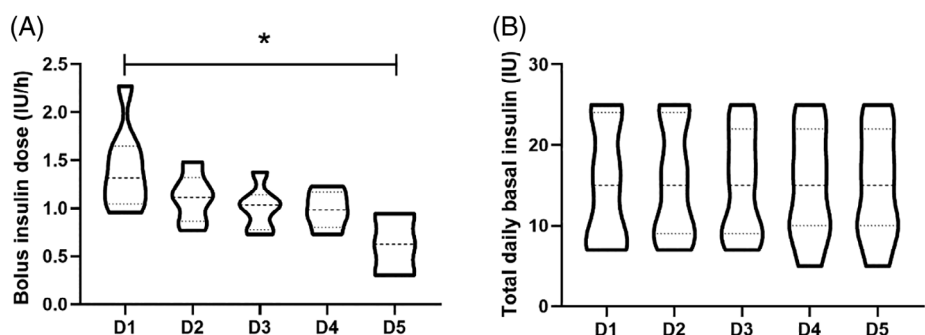 (A)
*
Bolus insulin dose (IU/h)
2.5
2.0
1.5
1.0
0.5
0.0
D1 D2 D3 D4 D5
(B)
Total daily basal insulin (IU)
30
20
10
0
D1 D2 D3 D4 D5